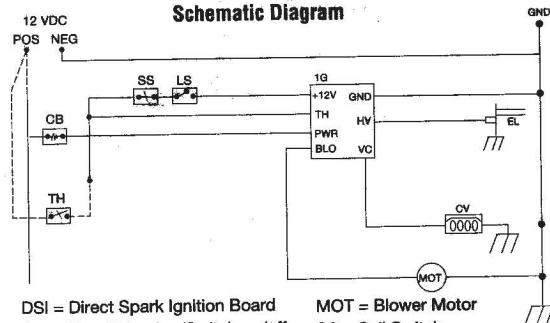 Schematic Diagram
12 VDC
POS NEG
GND
SS LS
1G
+12V GND
TH HA EL
CB PWR
BLO VC
TH
CV
0000
MOT
DSI = Direct Spark Ignition Board MOT = Blower Motor